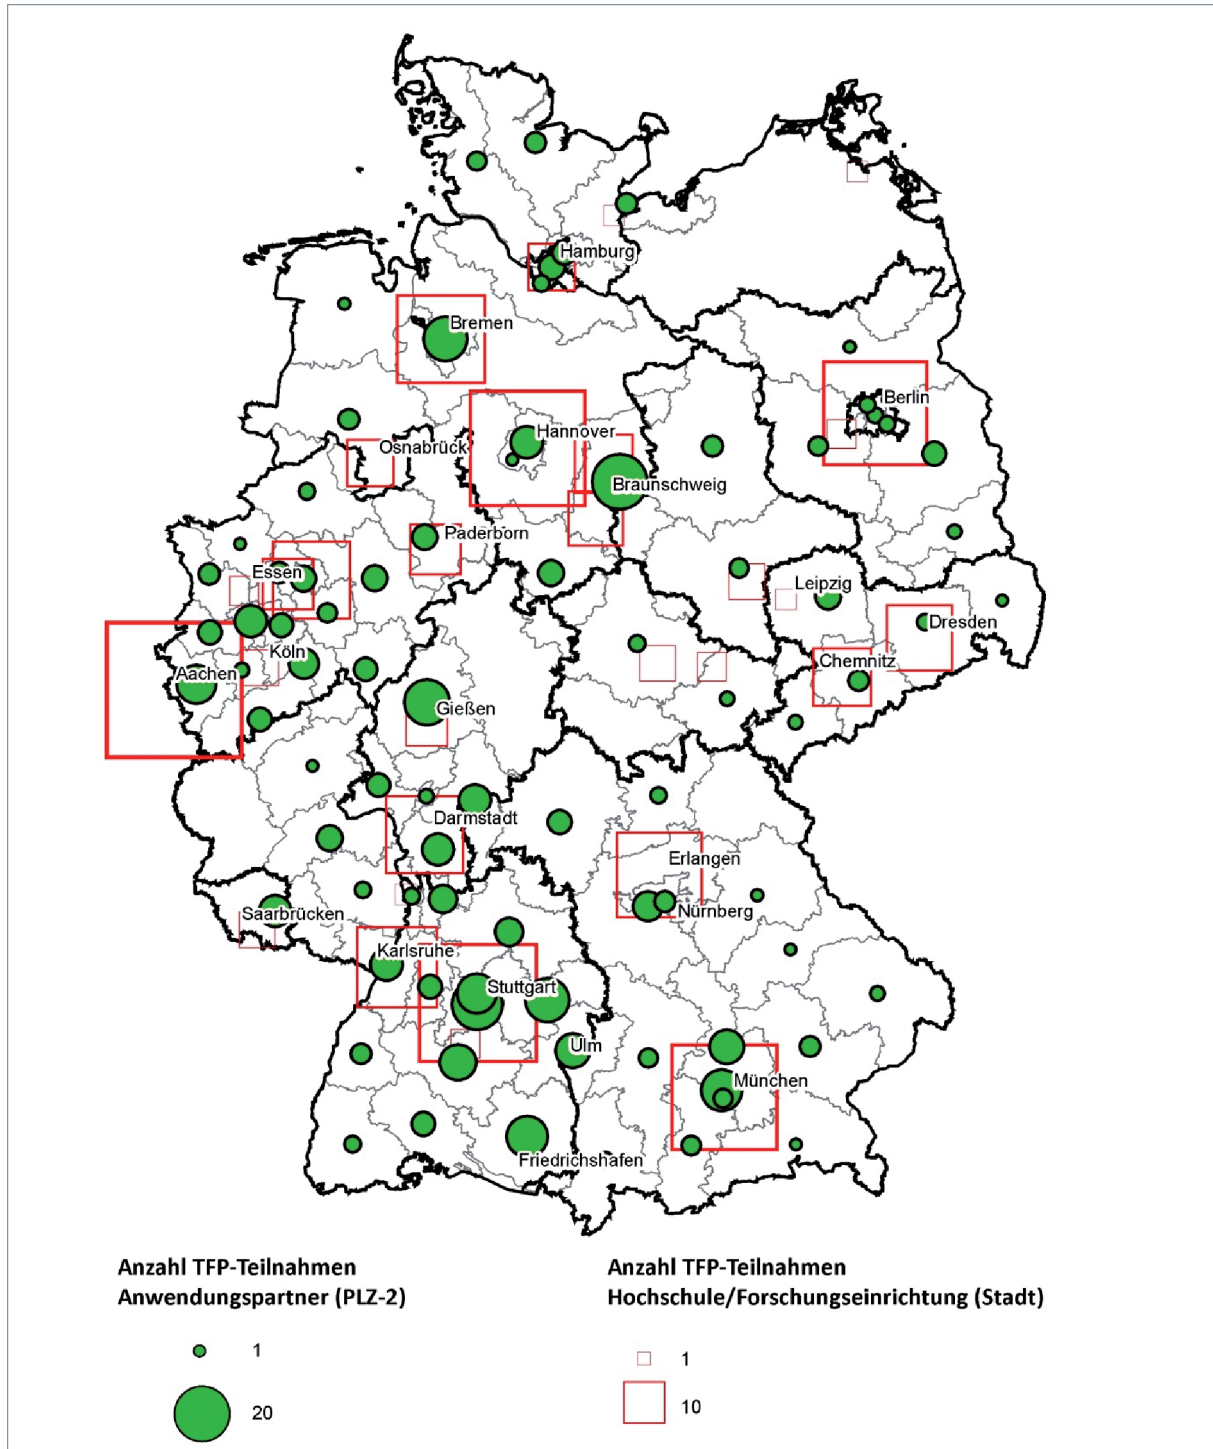 Hamburg
Bremen
Berlin
Hannover
Osnabrück
Braunschweig
Paderborn
Essen
Leipzig
Dresden
Köln
Chemnitz
Aachen
Gießen
Darmstadt
Erlangen
Saarbrücken
Nürnberg
Karlsruhe
Stuttgart
Ulm
München
Friedrichshafen
Anzahl TFP-Teilnahmen
Anwendungspartner (PLZ-2)
1
20
Anzahl TFP-Teilnahmen
Hochschule/Forschungseinrichtung (Stadt)
1
10